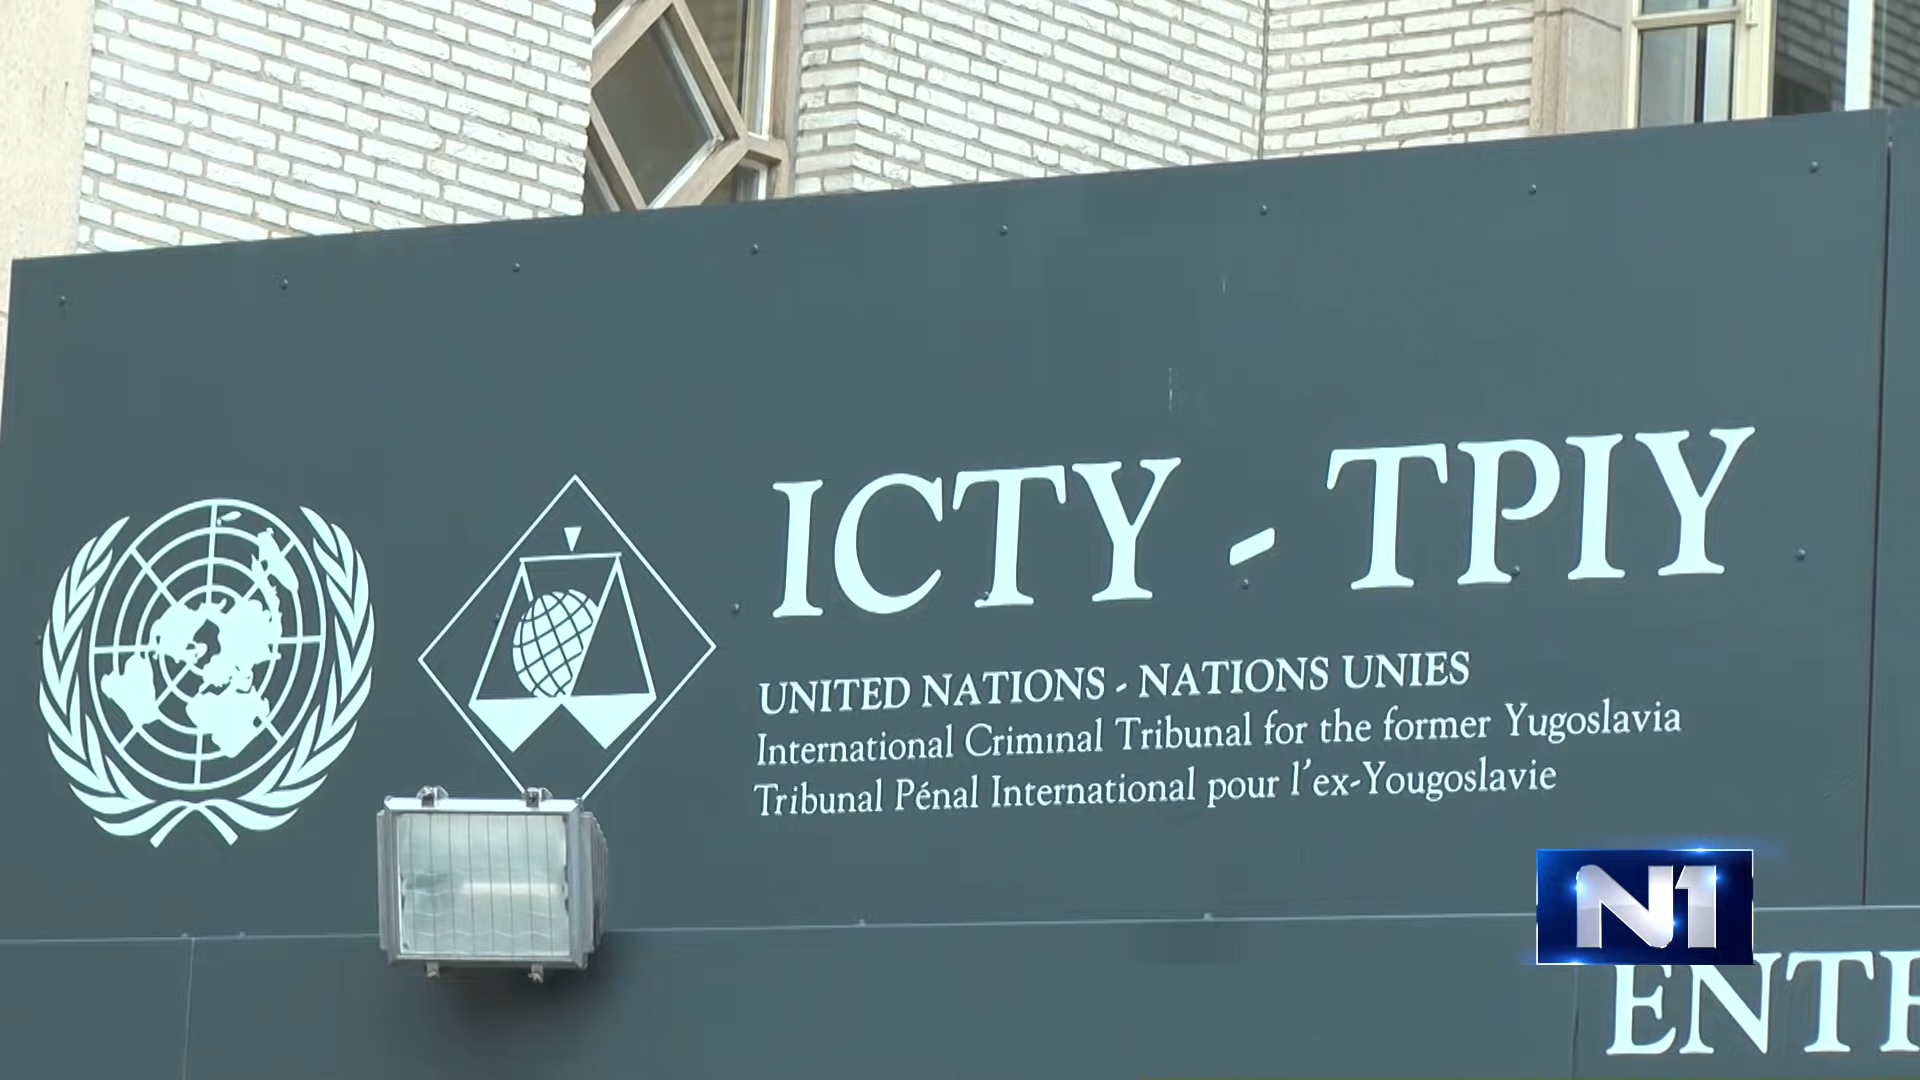 ICTY - TPIY
UNITED NATIONS - NATIONS UNIES
International Criminal Tribunal for the former Yugoslavia
Tribunal Pénal International pour l'ex-Yougoslavie
N1